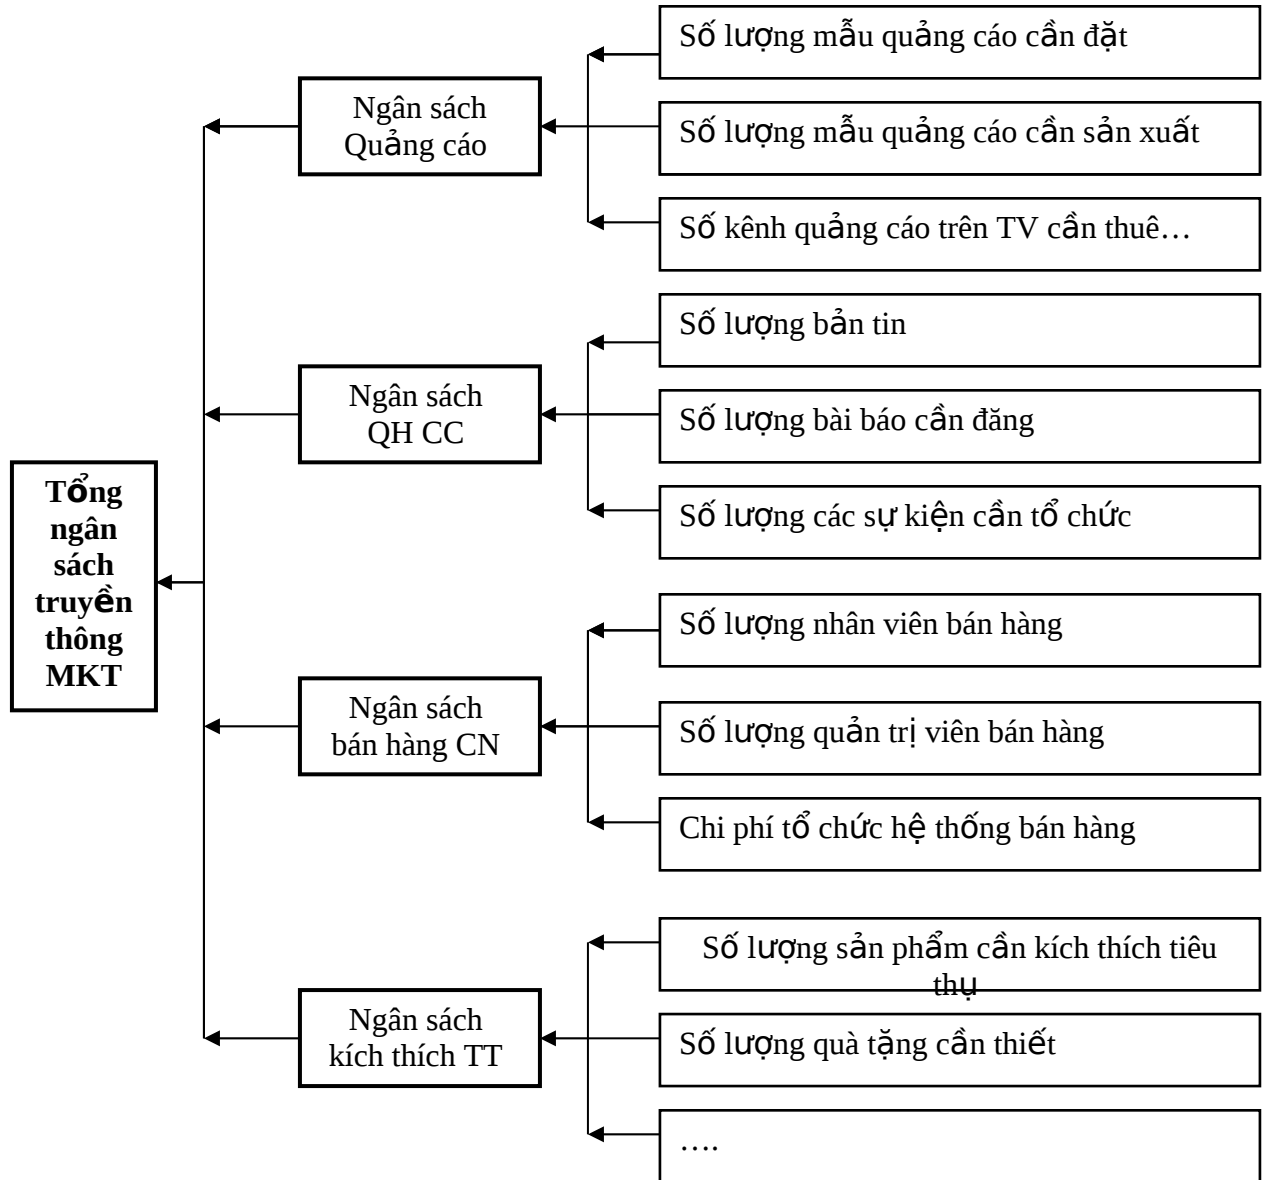 Số lượng mẫu quảng cáo cần đặt
Ngân sách
Quảng cáo
Số lượng mẫu quảng cáo cần sản xuất
Số kênh quảng cáo trên TV cần thuê…
Số lượng bản tin
Ngân sách
QH CC
Số lượng bài báo cần đăng
Số lượng các sự kiện cần tổ chức
Tổng
ngân
sách
truyền
thông
MKT
Số lượng nhân viên bán hàng
Ngân sách
bán hàng CN
Số lượng quản trị viên bán hàng
Chi phí tổ chức hệ thống bán hàng
Số lượng sản phẩm cần kích thích tiêu
thụ
Ngân sách
kích thích TT
Số lượng quà tặng cần thiết
….